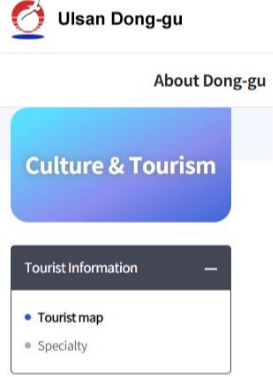 Ulsan Dong-gu
About Dong-gu
Culture & Tourism
Tourist Information
Tourist map
Specialty